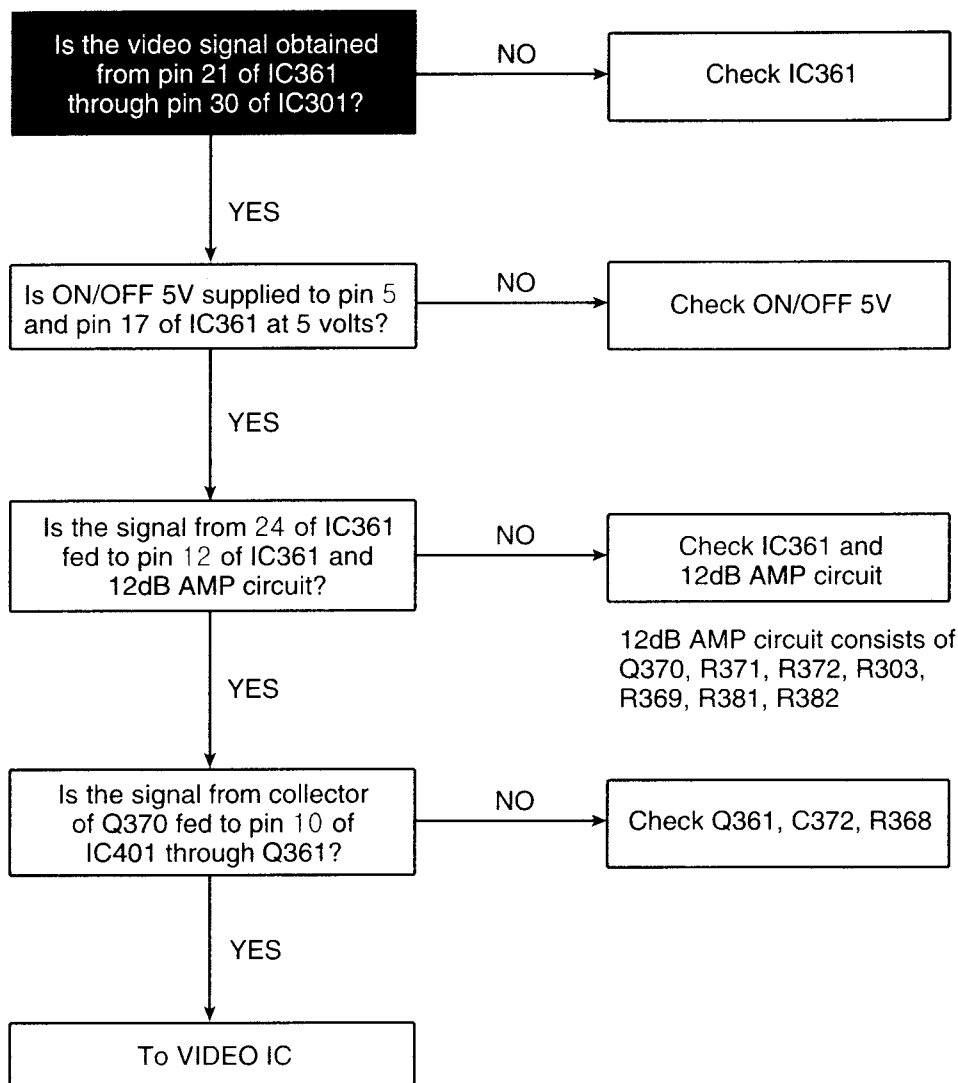 Is the video signal obtained
from pin 21 of IC361
through pin 30 of IC301?
NO
Check IC361
YES
Is ON/OFF 5V supplied to pin 5
and pin 17 of IC361 at 5 volts?
NO
Check ON/OFF 5V
YES
Is the signal from 24 of IC361
fed to pin 12 of IC361 and
12dB AMP circuit?
NO
Check IC361 and
12dB AMP circuit
12dB AMP circuit consists of
Q370, R371, R372, R303,
R369, R381, R382
YES
Is the signal from collector
of Q370 fed to pin 10 of
IC401 through Q361?
NO
Check Q361, C372, R368
YES
To VIDEO IC